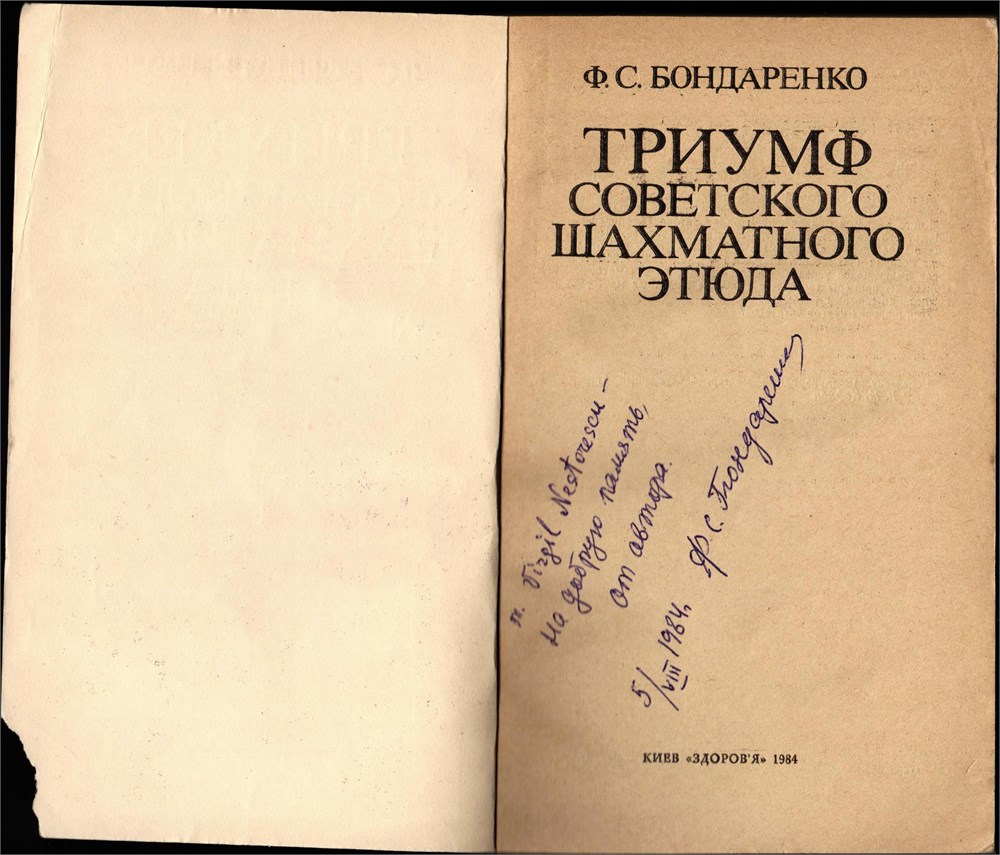 Ф. С. БОНДАРЕНКО
ТРИУМФ
СОВЕТСКОГО
ШАХМАТНОГО
ЭТЮДА
т. Virgil Nestorescu –
на добрую память,
от автора.
Ф. С. Бондаренко
5/VIII 1984.
КИЕВ «ЗДОРОВ'Я» 1984